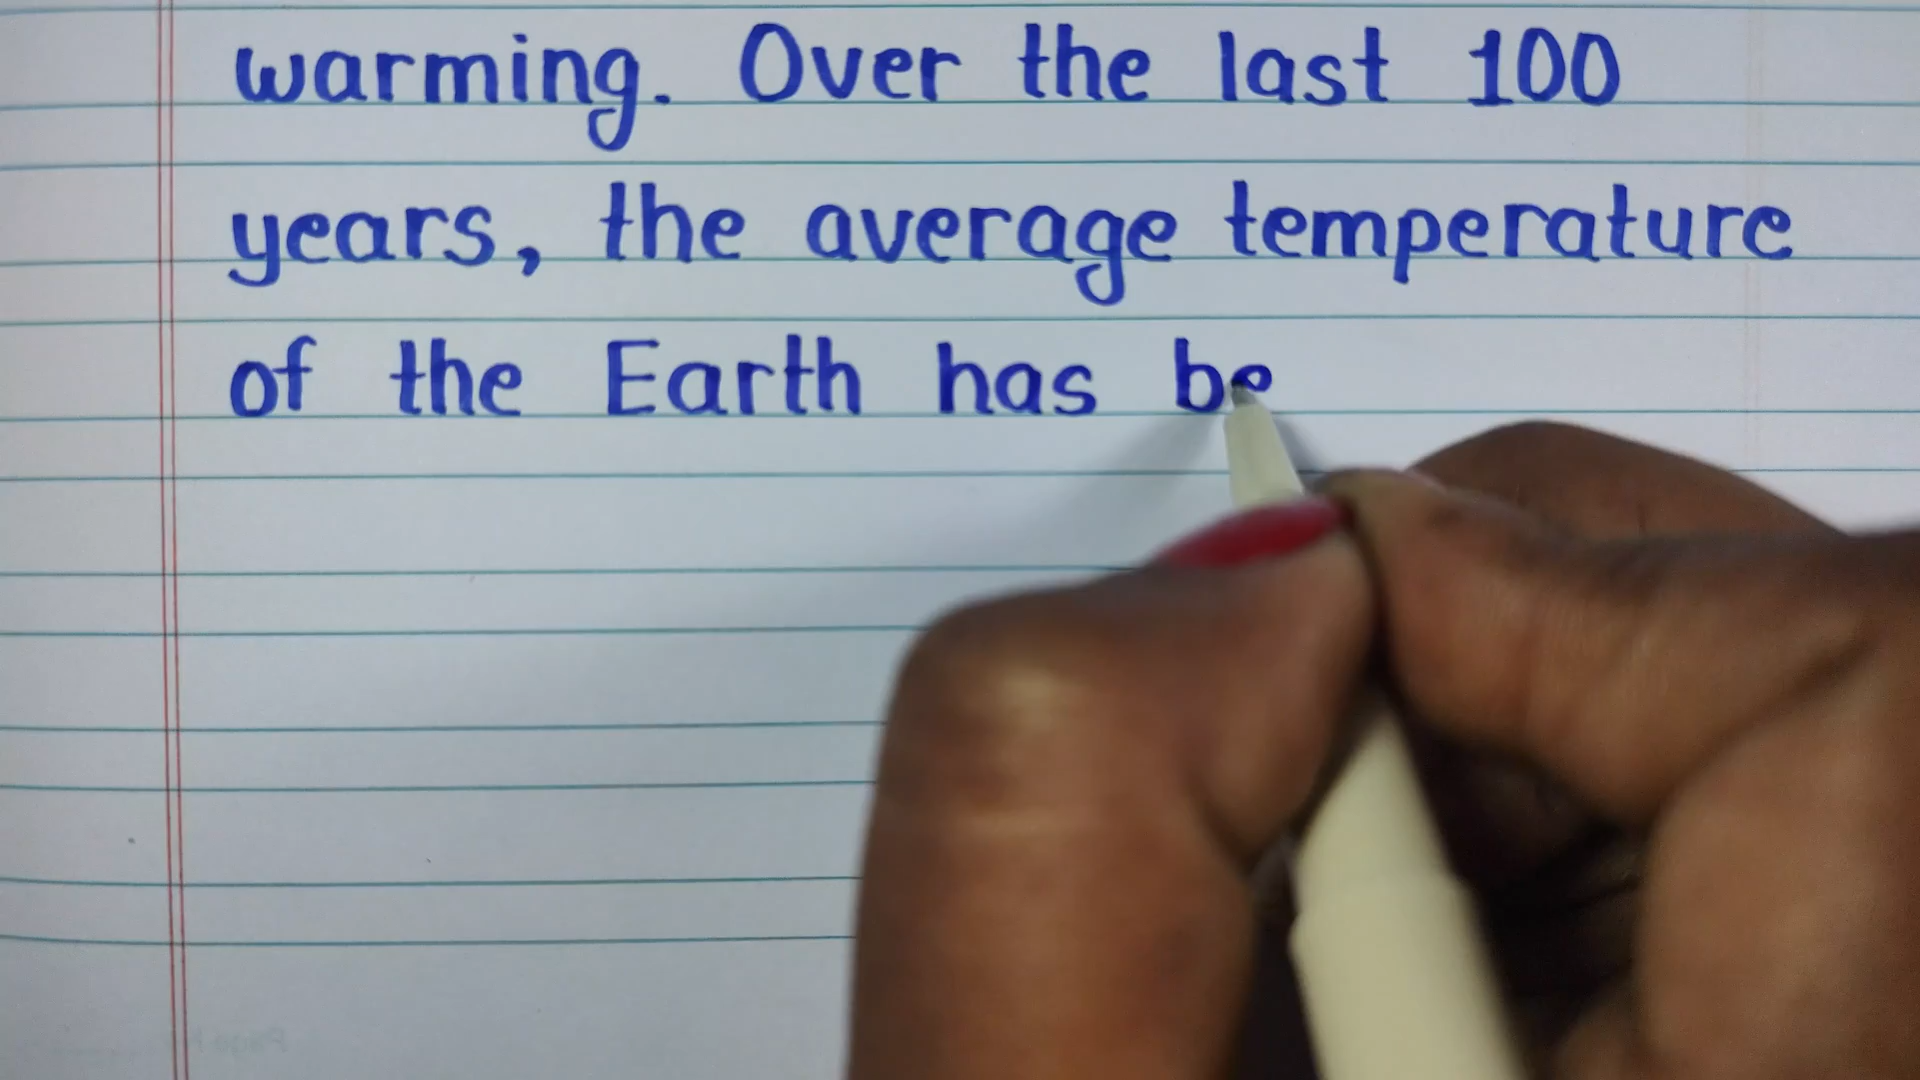 warming. Over the last 100
years, the average temperature
of the Earth has be